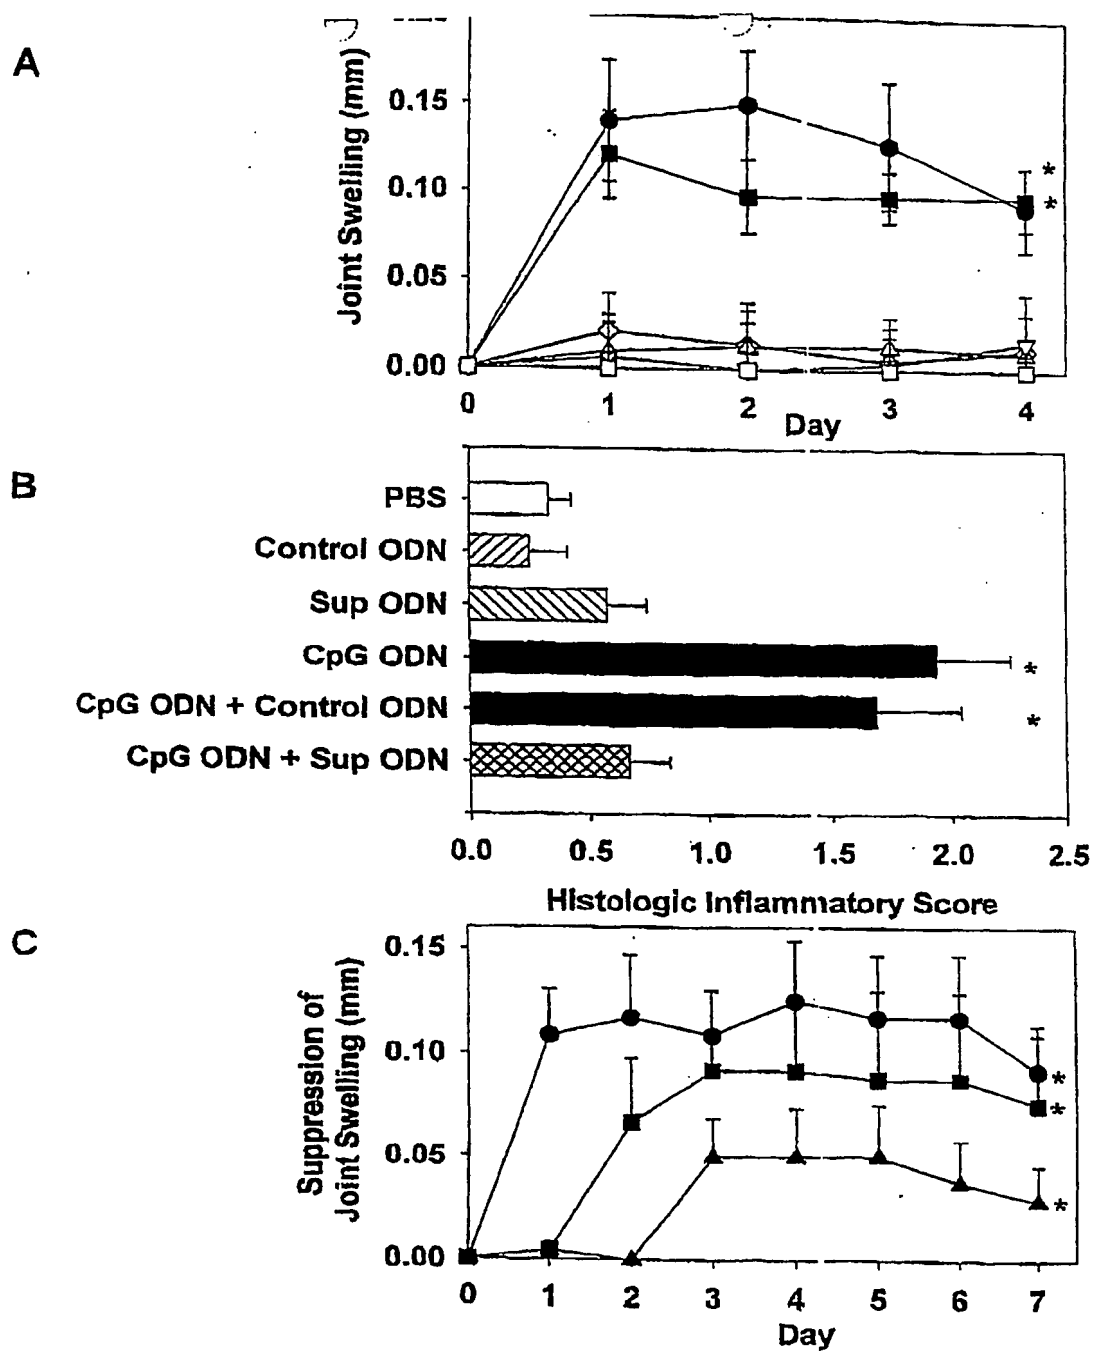 A
Joint Swelling (mm)
0.15
0.10
0.05
0.00
*
*
0 1 2 3 4
Day
B
PBS
Control ODN
Sup ODN
CpG ODN
*
CpG ODN + Control ODN
*
CpG ODN + Sup ODN
0.0 0.5 1.0 1.5 2.0 2.5
Histologic Inflammatory Score
C
Suppression of
Joint Swelling (mm)
0.15
0.10
0.05
0.00
*
*
*
0 1 2 3 4 5 6 7
Day